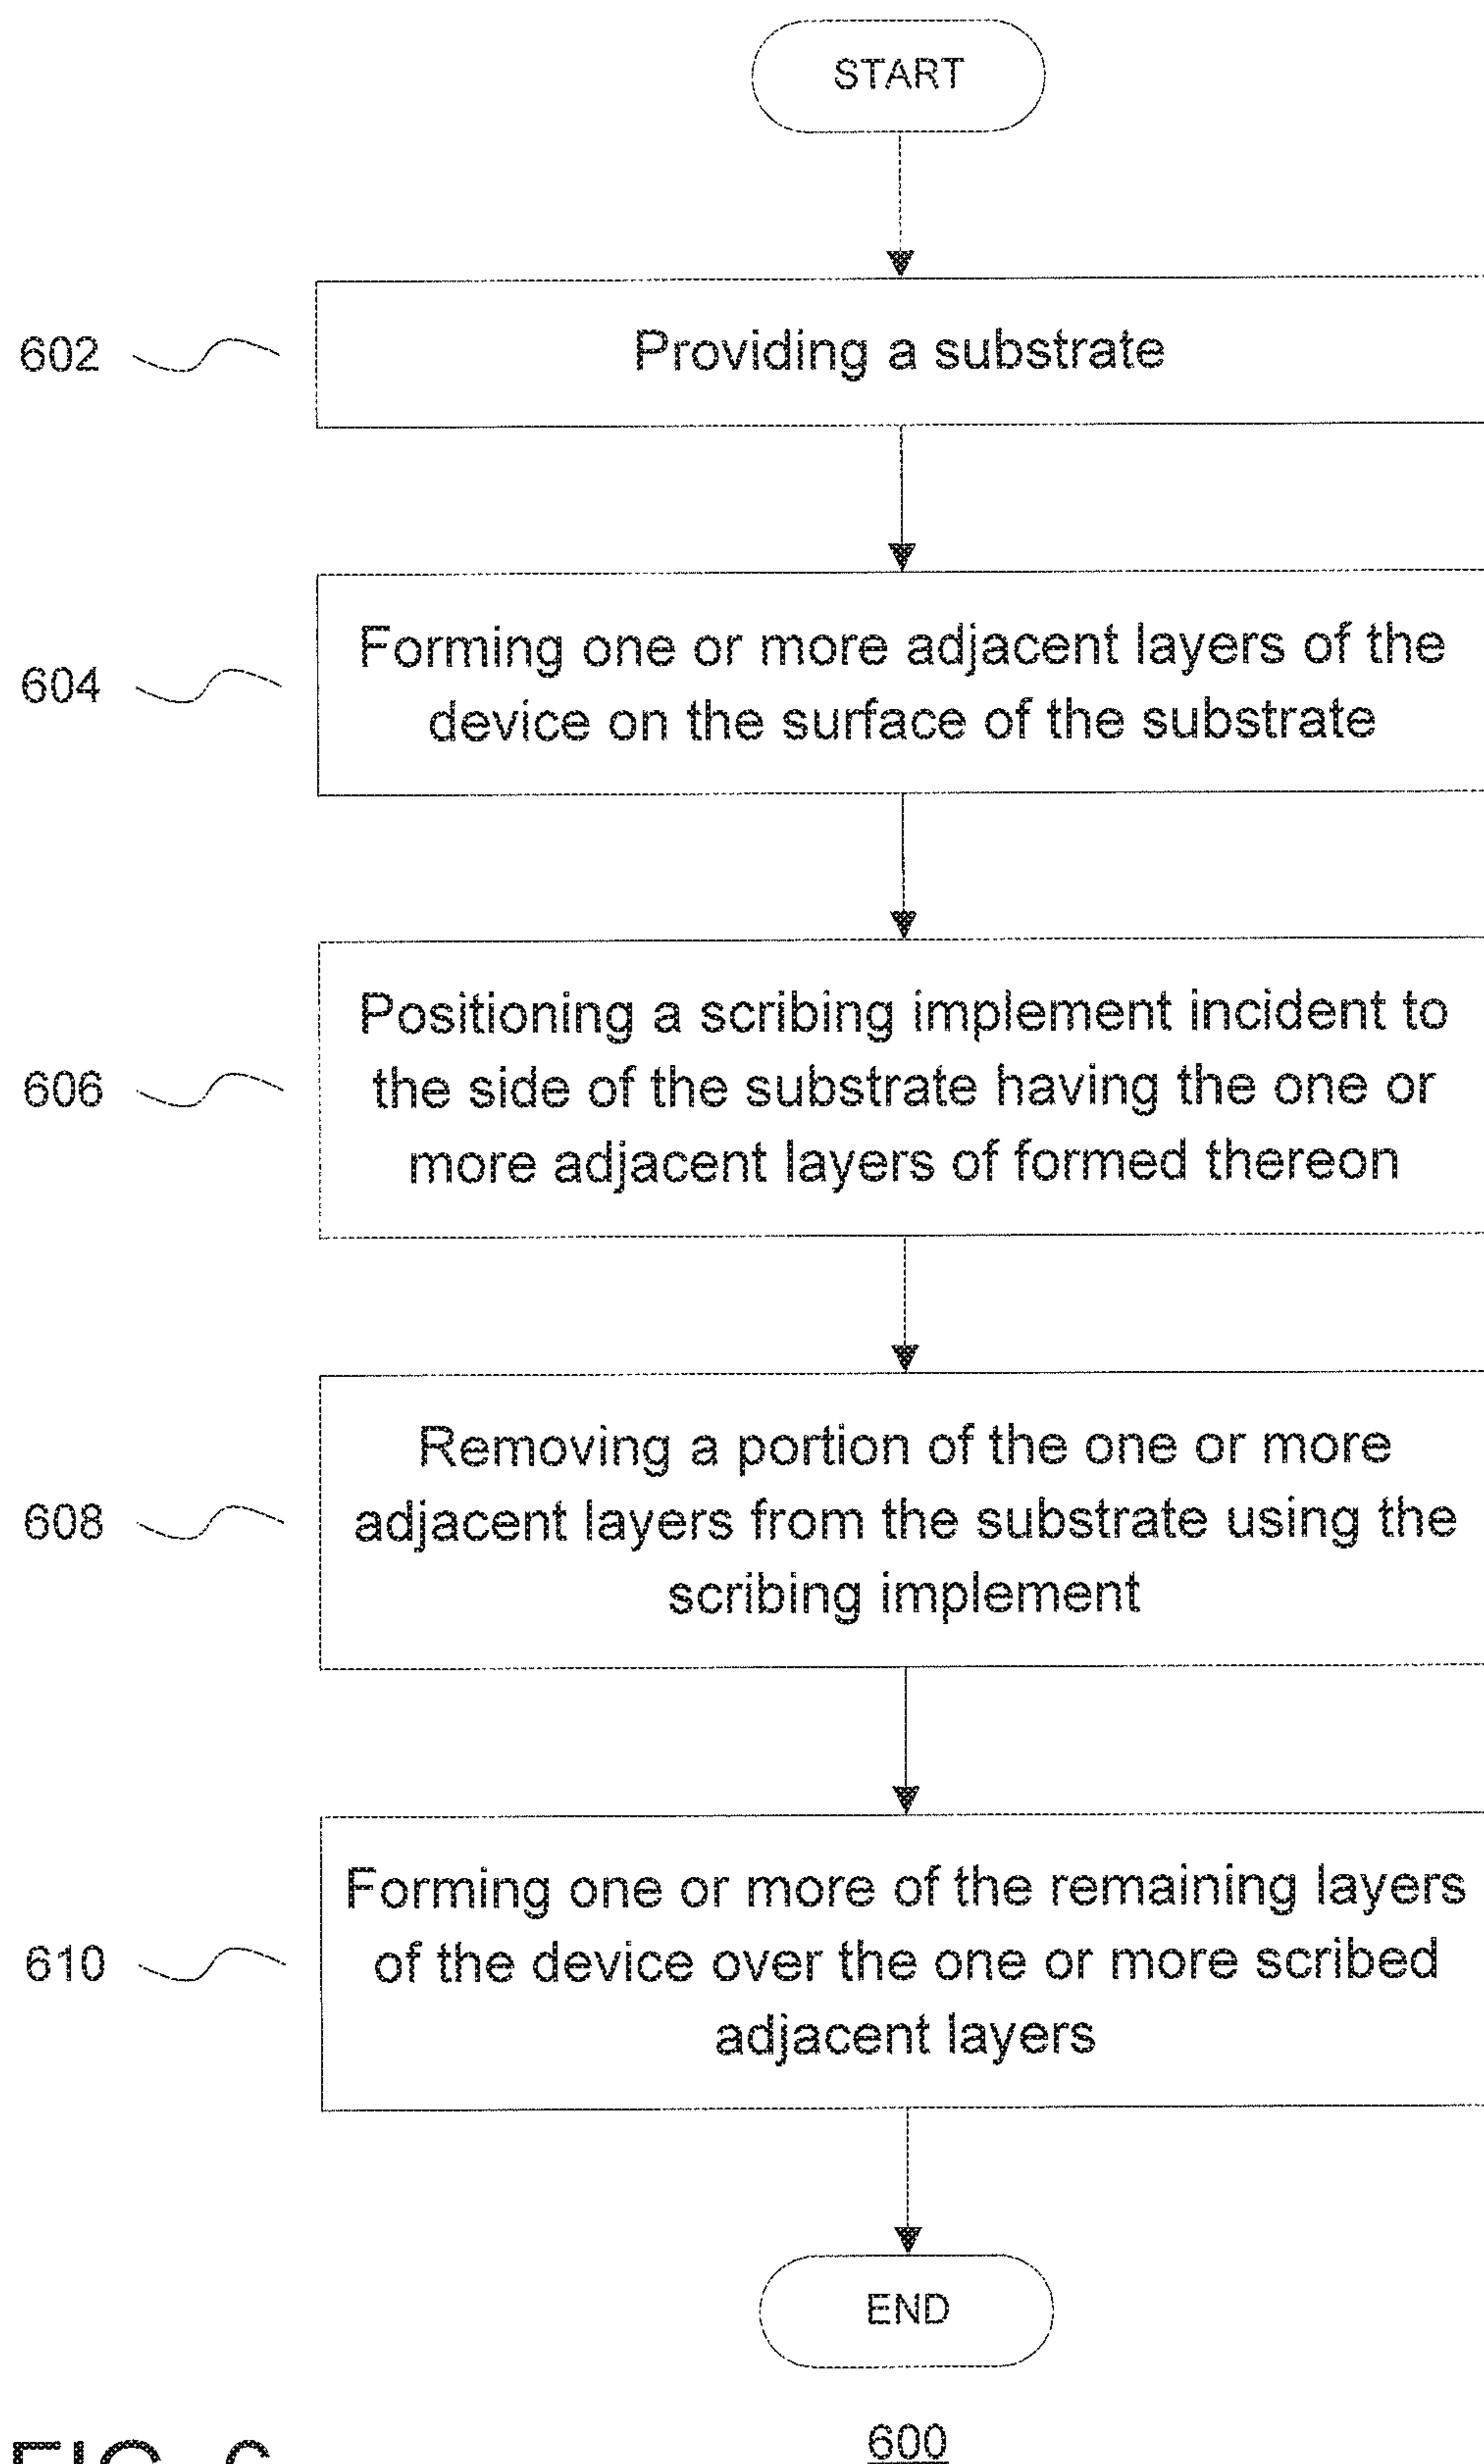 START
602
Providing a substrate
604
Forming one or more adjacent layers of the
device on the surface of the substrate
606
Positioning a scribing implement incident to
the side of the substrate having the one or
more adjacent layers of formed thereon
608
Removing a portion of the one or more
adjacent layers from the substrate using the
scribing implement
610
Forming one or more of the remaining layers
of the device over the one or more scribed
adjacent layers
END
600
FIG. 6